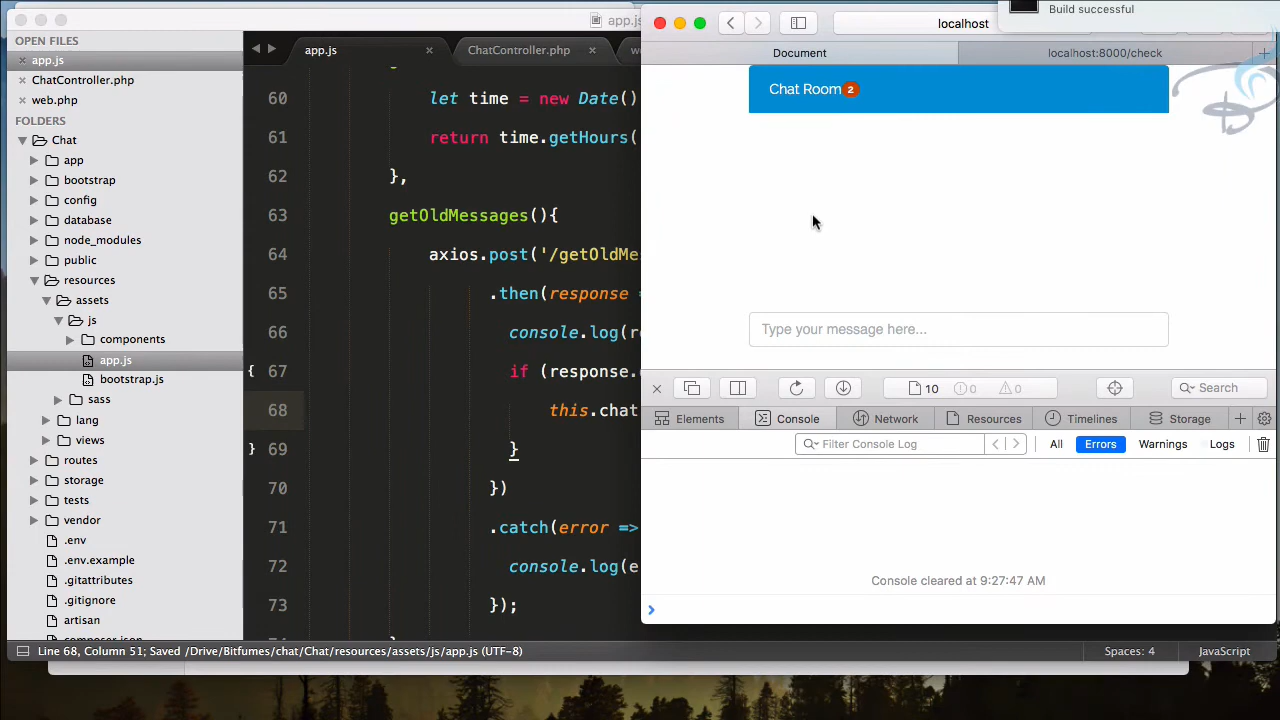 Build successful
app.js
localhost
OPEN FILES
app.js
ChatController.php
Document
localhost:8000/check
app.js
ChatController.php
web.php
FOLDERS
Chat
app
bootstrap
config
database
node_modules
public
resources
assets
js
components
app.js
bootstrap.js
sass
lang
views
routes
storage
tests
vendor
.env
.env.example
.gitattributes
.gitignore
artisan
composer.json
60 let time = new Date()
61 return time.getHours(
62 },
63 getOldMessages(){
64 axios.post('/getOldMe
65 .then(response =
66 console.log(r
67 if (response.
68 this.chat
69 }
70 })
71 .catch(error =>
72 console.log(e
73 });
Chat Room 2
Type your message here...
10 0 0 Search
Elements Console Network Resources Timelines Storage
Filter Console Log All Errors Warnings Logs
Console cleared at 9:27:47 AM
Line 68, Column 51; Saved /Drive/Bitfumes/chat/Chat/resources/assets/js/app.js (UTF-8) Spaces: 4 JavaScript